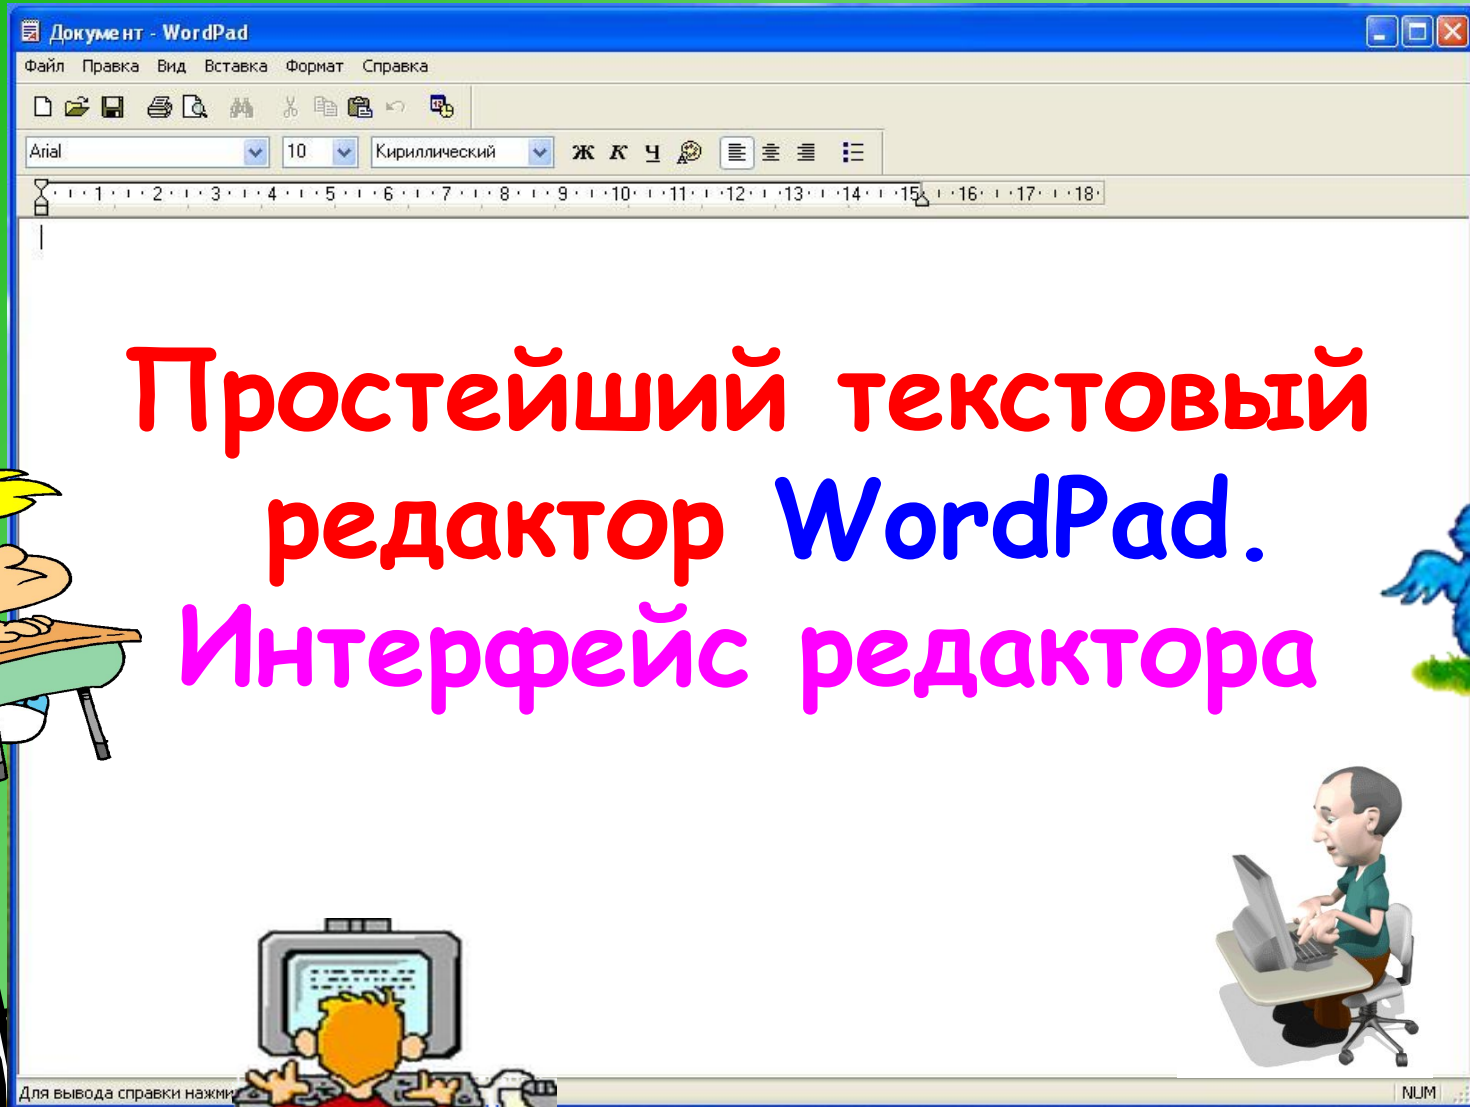 Документ - WordPad
Файл Правка Вид Вставка Формат Справка
Arial 10 Кириллический Ж К Ч
1 2 3 4 5 6 7 8 9 10 11 12 13 14 15 16 17 18
Простейший текстовый
редактор WordPad.
Интерфейс редактора
Для вывода справки нажми NUM